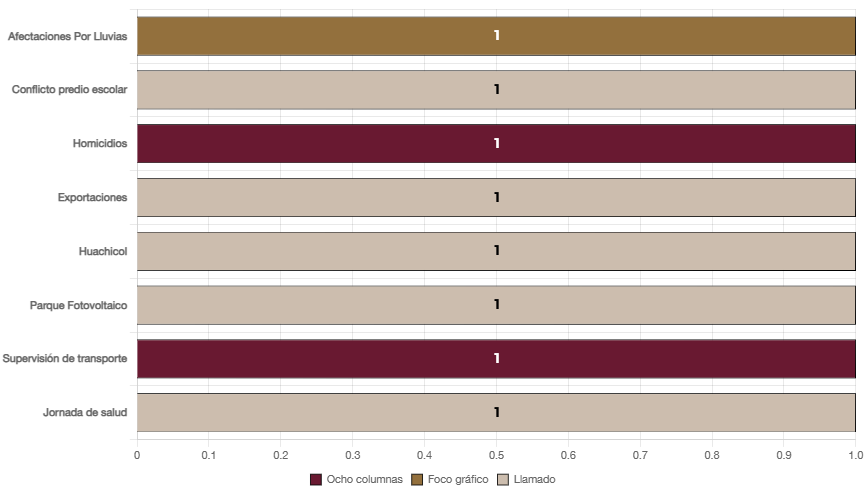 Afectaciones Por Lluvias 1
Conflicto predio escolar 1
Homicidios 1
Exportaciones 1
Huachicol 1
Parque Fotovoltaico 1
Supervisión de transporte 1
Jornada de salud 1
0 0.1 0.2 0.3 0.4 0.5 0.6 0.7 0.8 0.9 1.0
Ocho columnas Foco gráfico Llamado